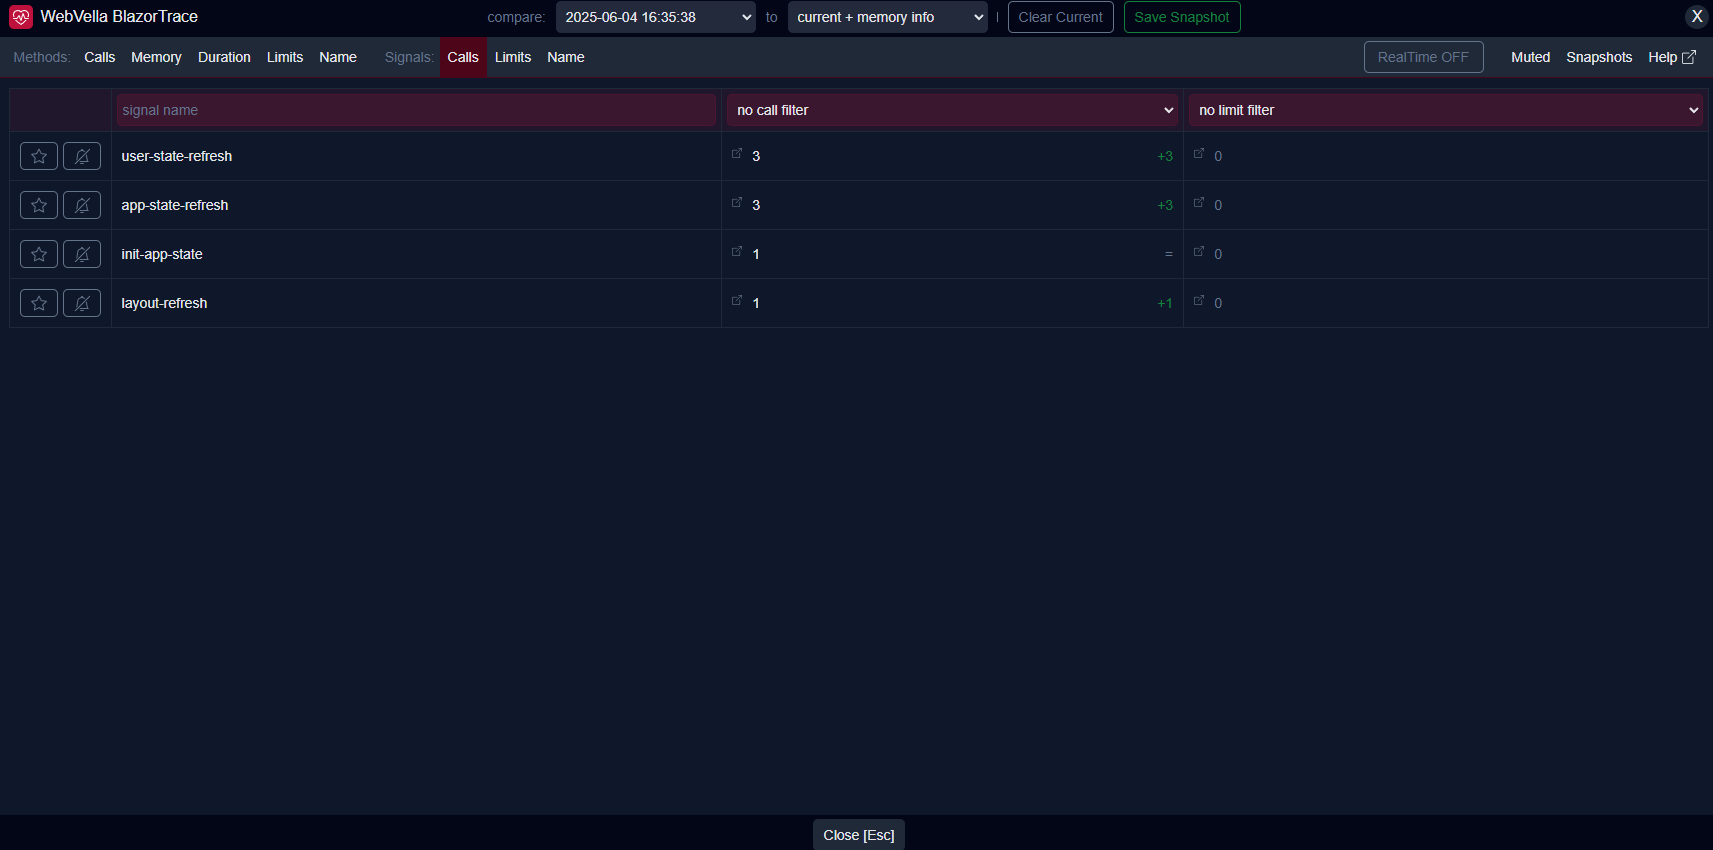 WebVella BlazorTrace compare: 2025-06-04 16:35:38 to current + memory info | Clear Current Save Snapshot X
Methods: Calls Memory Duration Limits Name Signals: Calls Limits Name RealTime OFF Muted Snapshots Help
signal name no call filter no limit filter
user-state-refresh 3 +3 0
app-state-refresh 3 +3 0
init-app-state 1 = 0
layout-refresh 1 +1 0
Close [Esc]